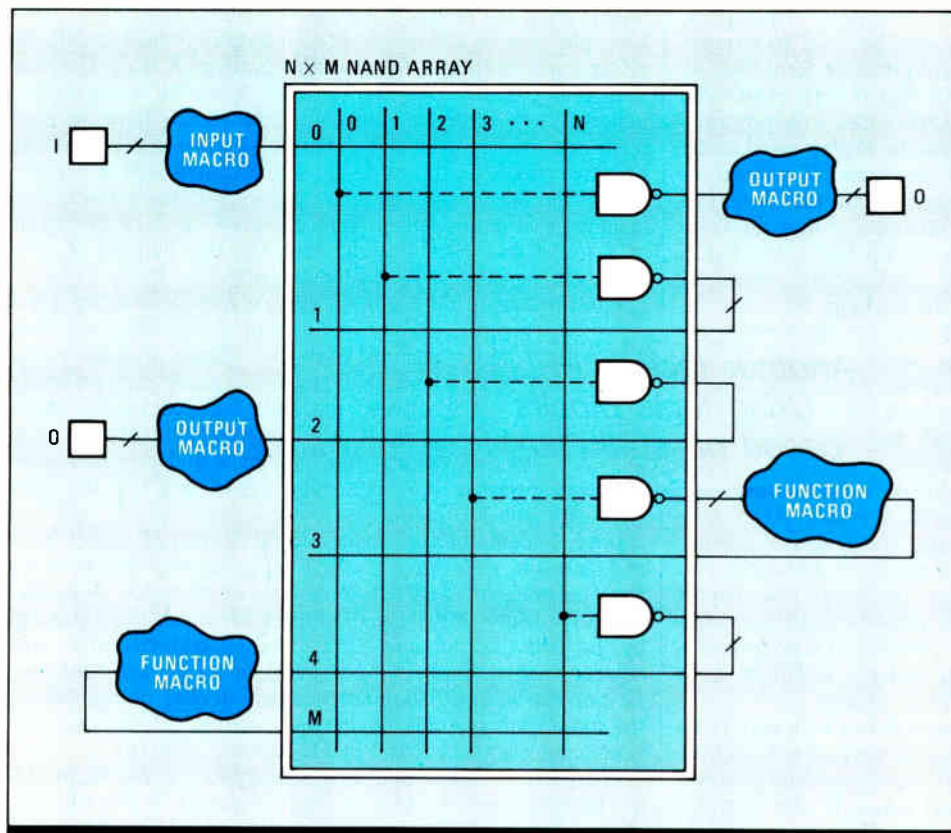 N × M NAND ARRAY
0 1 2 3 · · · N
0
I
INPUT
MACRO
OUTPUT
MACRO
0
1
0
OUTPUT
MACRO
2
FUNCTION
MACRO
3
FUNCTION
MACRO
4
M